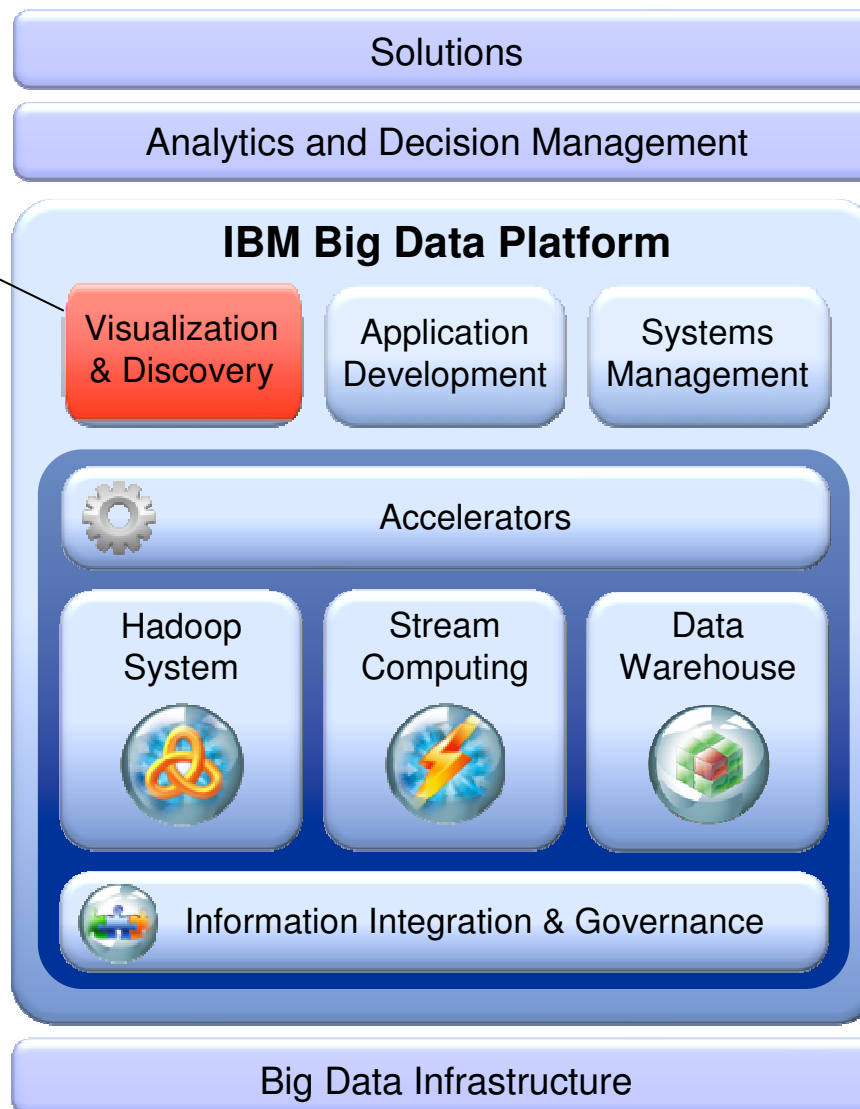 Solutions
Analytics and Decision Management
IBM Big Data Platform
Visualization
& Discovery
Application
Development
Systems
Management
Accelerators
Hadoop
System
Stream
Computing
Data
Warehouse
Information Integration & Governance
Big Data Infrastructure